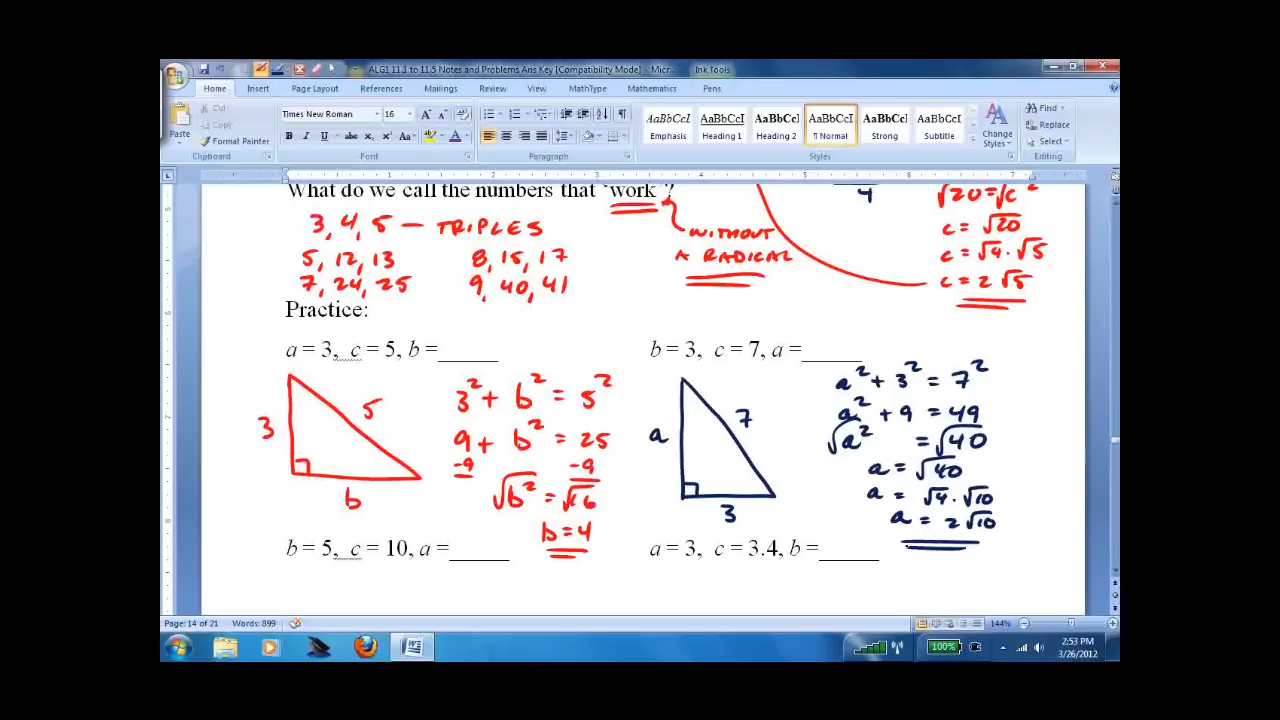 ALG1 11.1 to 11.5 Notes and Problems Ans Key [Compatibility Mode] - Micr... Ink Tools
Home Insert Page Layout References Mailings Review View MathType Mathematics Pens
Cut
Copy
Format Painter
Paste
Clipboard
Times New Roman 16
Font
Paragraph
AaBbCcI AaBbCcI AaBbCcI AaBbCcI AaBbCcI AaBbCcI
Emphasis Heading 1 Heading 2 ¶ Normal Strong Subtitle
Change Styles
Styles
Find
Replace
Select
Editing
What do we call the numbers that 'work'?
3, 4, 5 — TRIPLES
5, 12, 13 8, 15, 17
7, 24, 25 9, 40, 41
WITHOUT
A RADICAL
4
√20 = √c²
c = √20
c = √4 · √5
c = 2√5
Practice:
a = 3, c = 5, b =______
3
5
b
3² + b² = 5²
9 + b² = 25
-9 -9
√b² = √16
b = 4
b = 3, c = 7, a =______
a
7
3
a² + 3² = 7²
a² + 9 = 49
√a² = √40
a = √40
a = √4 · √10
a = 2√10
b = 5, c = 10, a =______
a = 3, c = 3.4, b =______
Page: 14 of 21 Words: 899 144%
100% 2:53 PM
3/26/2012